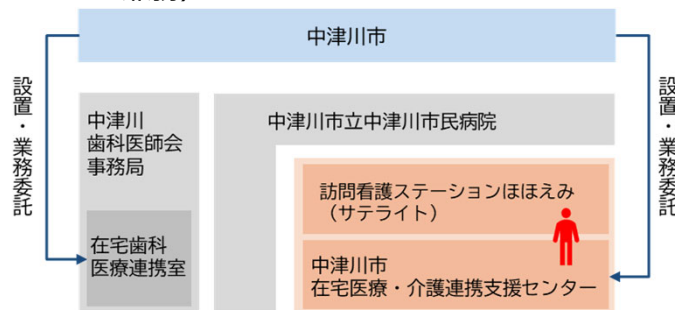 中津川市
設置・業務委託
中津川
歯科医師会
事務局
在宅歯科
医療連携室
中津川市立中津川市民病院
訪問看護ステーションほほえみ
（サテライト）
中津川市
在宅医療・介護連携支援センター
設置・業務委託